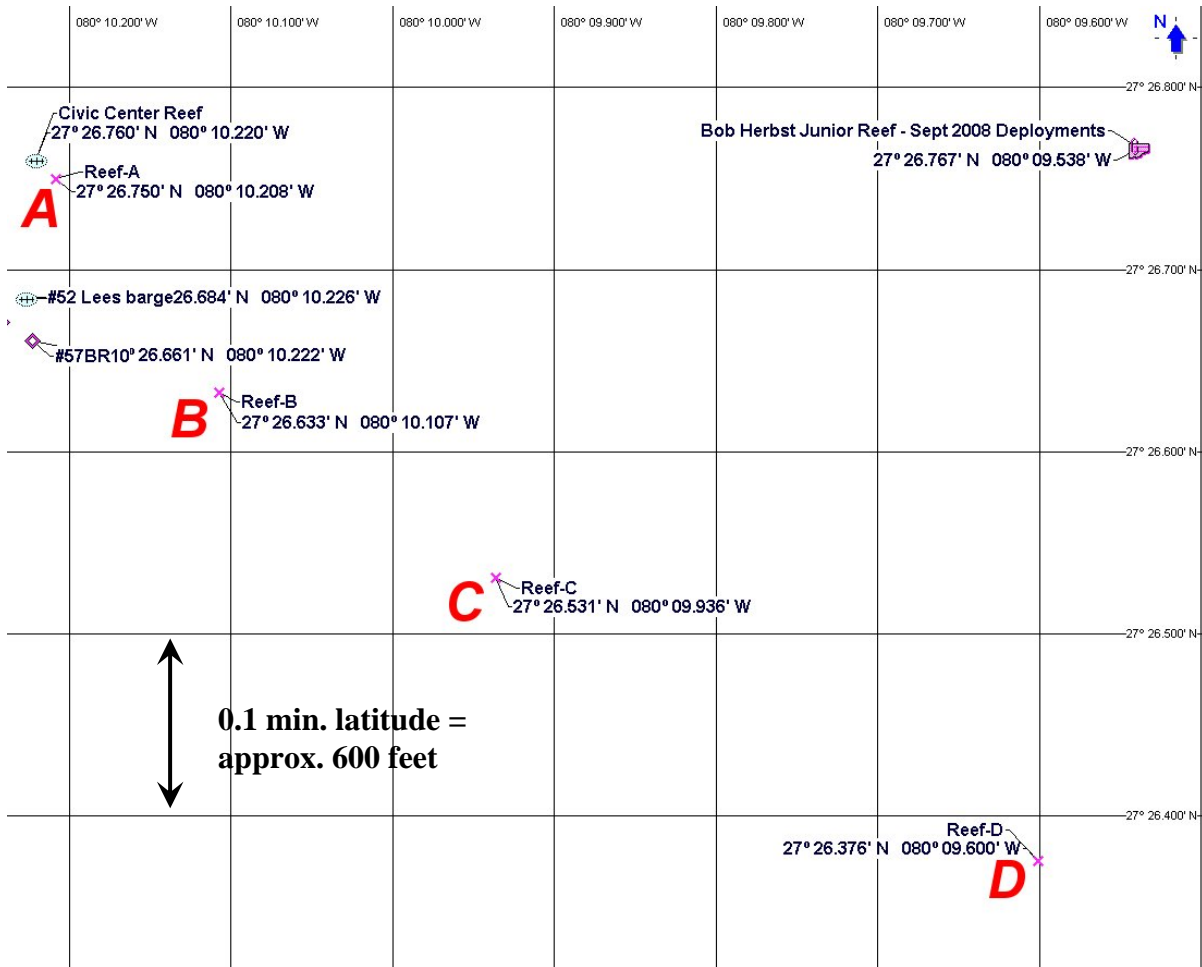 080° 10.200' W 080° 10.100' W 080° 10.000' W 080° 09.900' W 080° 09.800' W 080° 09.700' W 080° 09.600' W N
27° 26.800' N
Civic Center Reef
27° 26.760' N 080° 10.220' W
Bob Herbst Junior Reef - Sept 2008 Deployments
27° 26.767' N 080° 09.538' W
Reef-A
27° 26.750' N 080° 10.208' W
A
27° 26.700' N
#52 Lees barge26.684' N 080° 10.226' W
#57BR10° 26.661' N 080° 10.222' W
Reef-B
27° 26.633' N 080° 10.107' W
B
27° 26.600' N
Reef-C
27° 26.531' N 080° 09.936' W
C
27° 26.500' N
0.1 min. latitude =
approx. 600 feet
27° 26.400' N
Reef-D
27° 26.376' N 080° 09.600' W
D